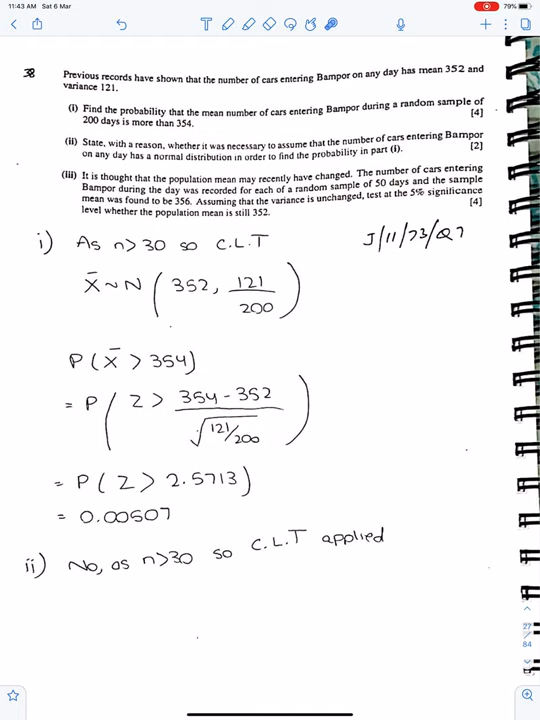 11:43 AM Sat 6 Mar
79%
38 Previous records have shown that the number of cars entering Bampor on any day has mean 352 and
variance 121.
(i) Find the probability that the mean number of cars entering Bampor during a random sample of
200 days is more than 354. [4]
(ii) State, with a reason, whether it was necessary to assume that the number of cars entering Bampor
on any day has a normal distribution in order to find the probability in part (i). [2]
(iii) It is thought that the population mean may recently have changed. The number of cars entering
Bampor during the day was recorded for each of a random sample of 50 days and the sample
mean was found to be 356. Assuming that the variance is unchanged, test at the 5% significance
level whether the population mean is still 352. [4]
J/11/73/Q7
i) As n>30 so C.L.T
X̄ ~ N ( 352, 121/200 )
P ( X̄ > 354)
= P ( Z > (354 - 352)/√(121/200) )
= P ( Z > 2.5713)
= 0.00507
ii) No, as n>30 so C.L.T applied
27
84